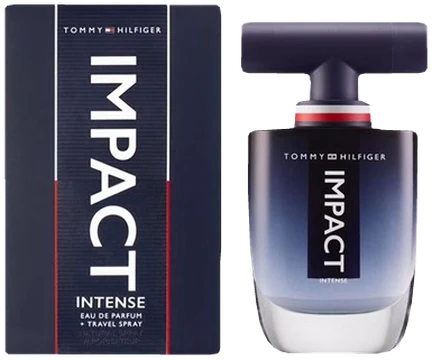 TOMMY HILFIGER
IMPACT
INTENSE
EAU DE PARFUM
+ TRAVEL SPRAY
TOMMY HILFIGER
IMPACT
INTENSE